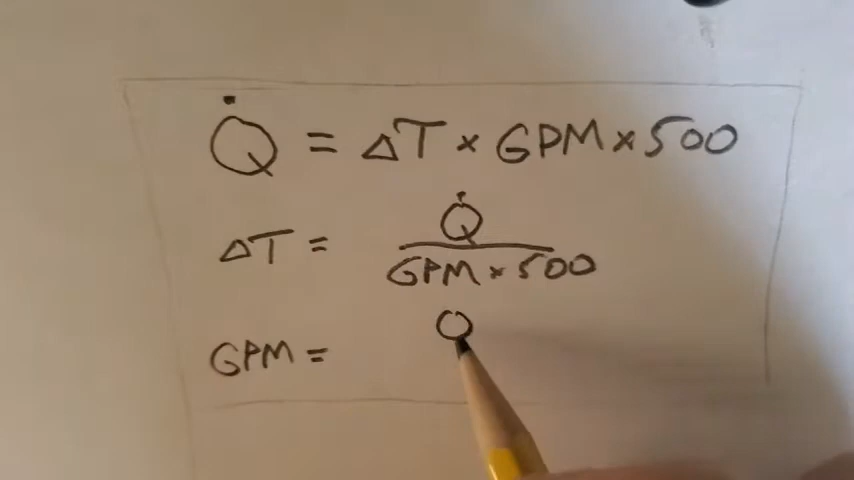 Q̇ = ΔT × GPM × 500
ΔT = Q̇ / GPM × 500
GPM = Q